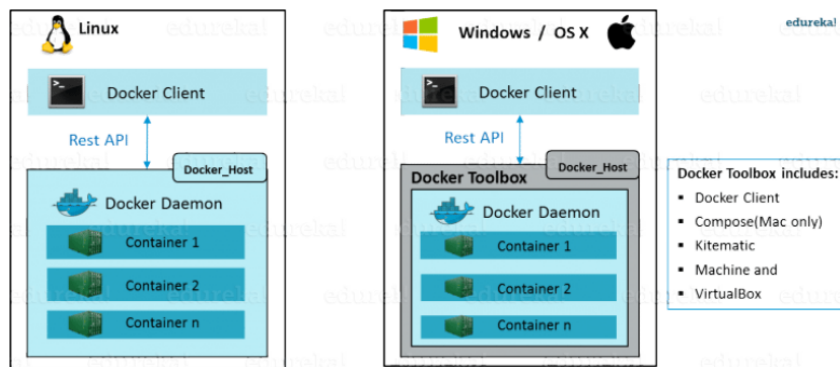 Linux
>_
Docker Client
Rest API
Docker_Host
Docker Daemon
Container 1
Container 2
Container n
Windows / OS X
>_
Docker Client
Rest API
Docker_Host
Docker Toolbox
Docker Daemon
Container 1
Container 2
Container n
edureka!
Docker Toolbox includes:
▪ Docker Client
▪ Compose(Mac only)
▪ Kitematic
▪ Machine and
▪ VirtualBox